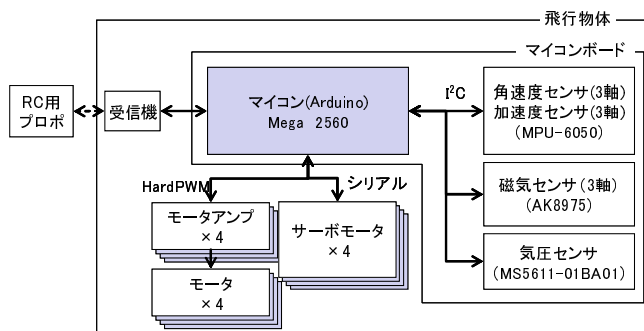 飛行物体
マイコンボード
RC用
プロポ
受信機
マイコン(Arduino)
Mega 2560
I²C
角速度センサ(3軸)
加速度センサ(3軸)
(MPU-6050)
HardPWM
シリアル
モータアンプ
×4
サーボモータ
×4
モータ
×4
磁気センサ(3軸)
(AK8975)
気圧センサ
(MS5611-01BA01)